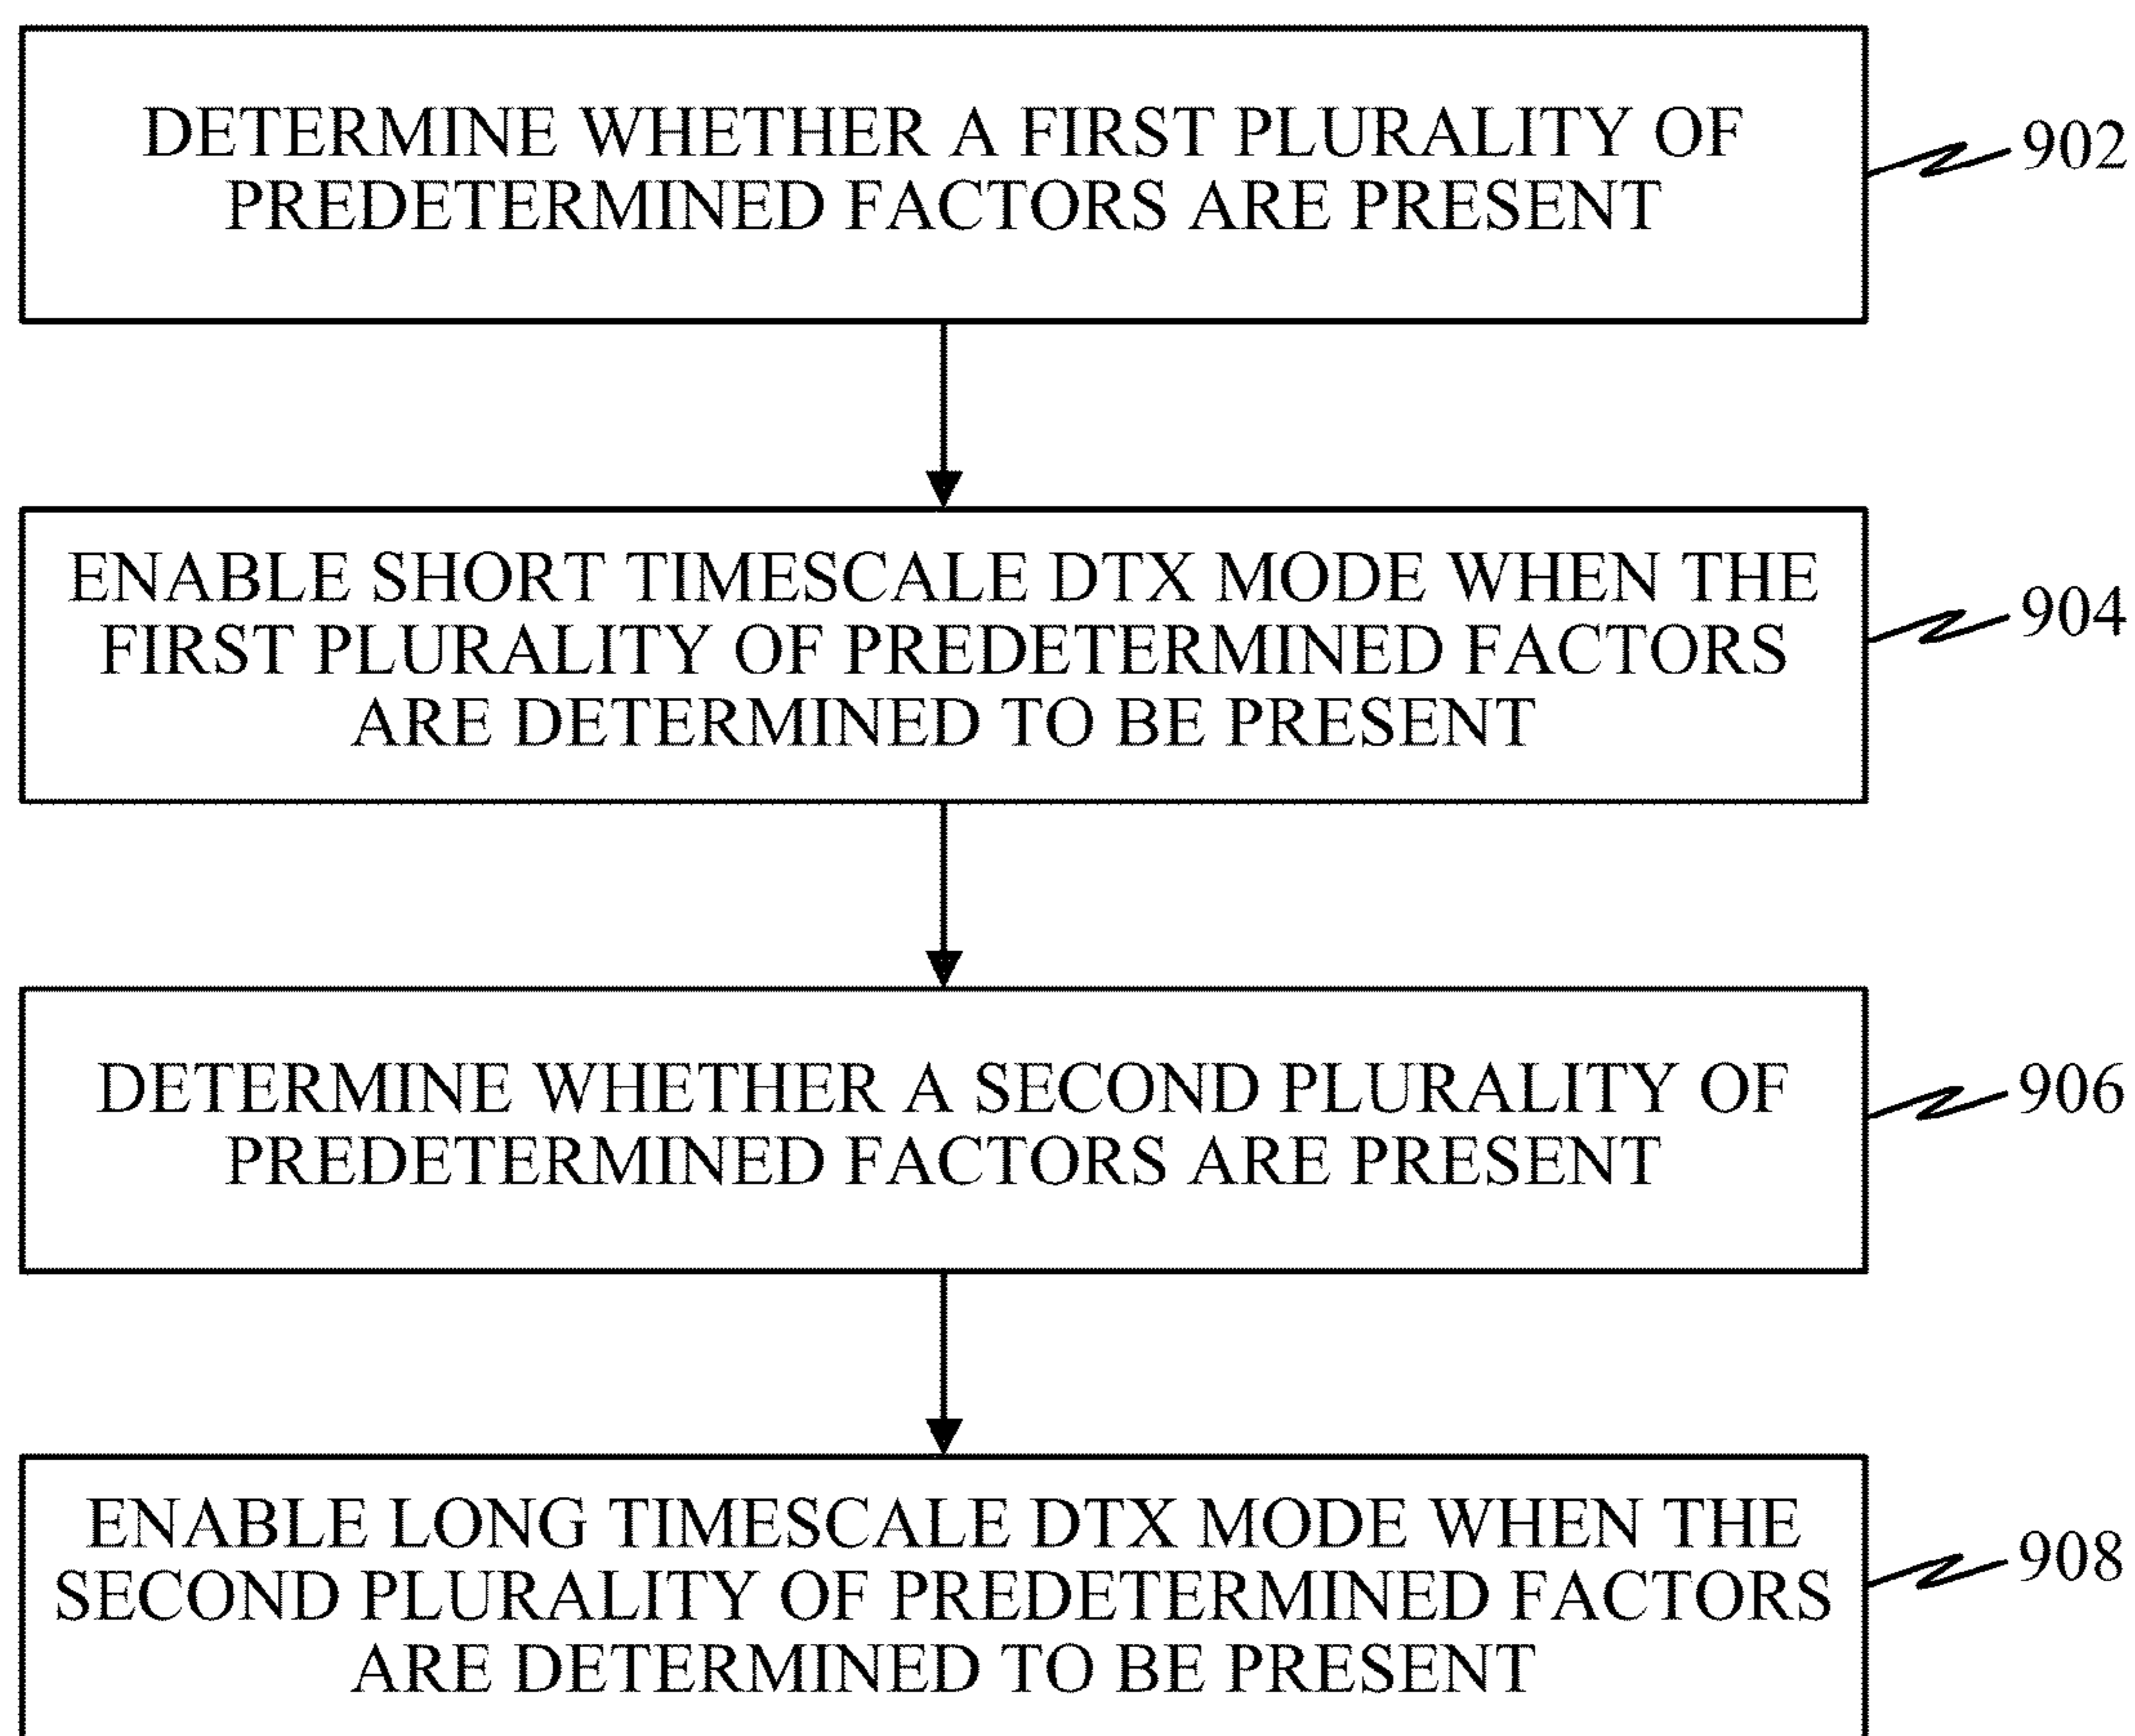 DETERMINE WHETHER A FIRST PLURALITY OF
PREDETERMINED FACTORS ARE PRESENT
902
ENABLE SHORT TIMESCALE DTX MODE WHEN THE
FIRST PLURALITY OF PREDETERMINED FACTORS
ARE DETERMINED TO BE PRESENT
904
DETERMINE WHETHER A SECOND PLURALITY OF
PREDETERMINED FACTORS ARE PRESENT
906
ENABLE LONG TIMESCALE DTX MODE WHEN THE
SECOND PLURALITY OF PREDETERMINED FACTORS
ARE DETERMINED TO BE PRESENT
908